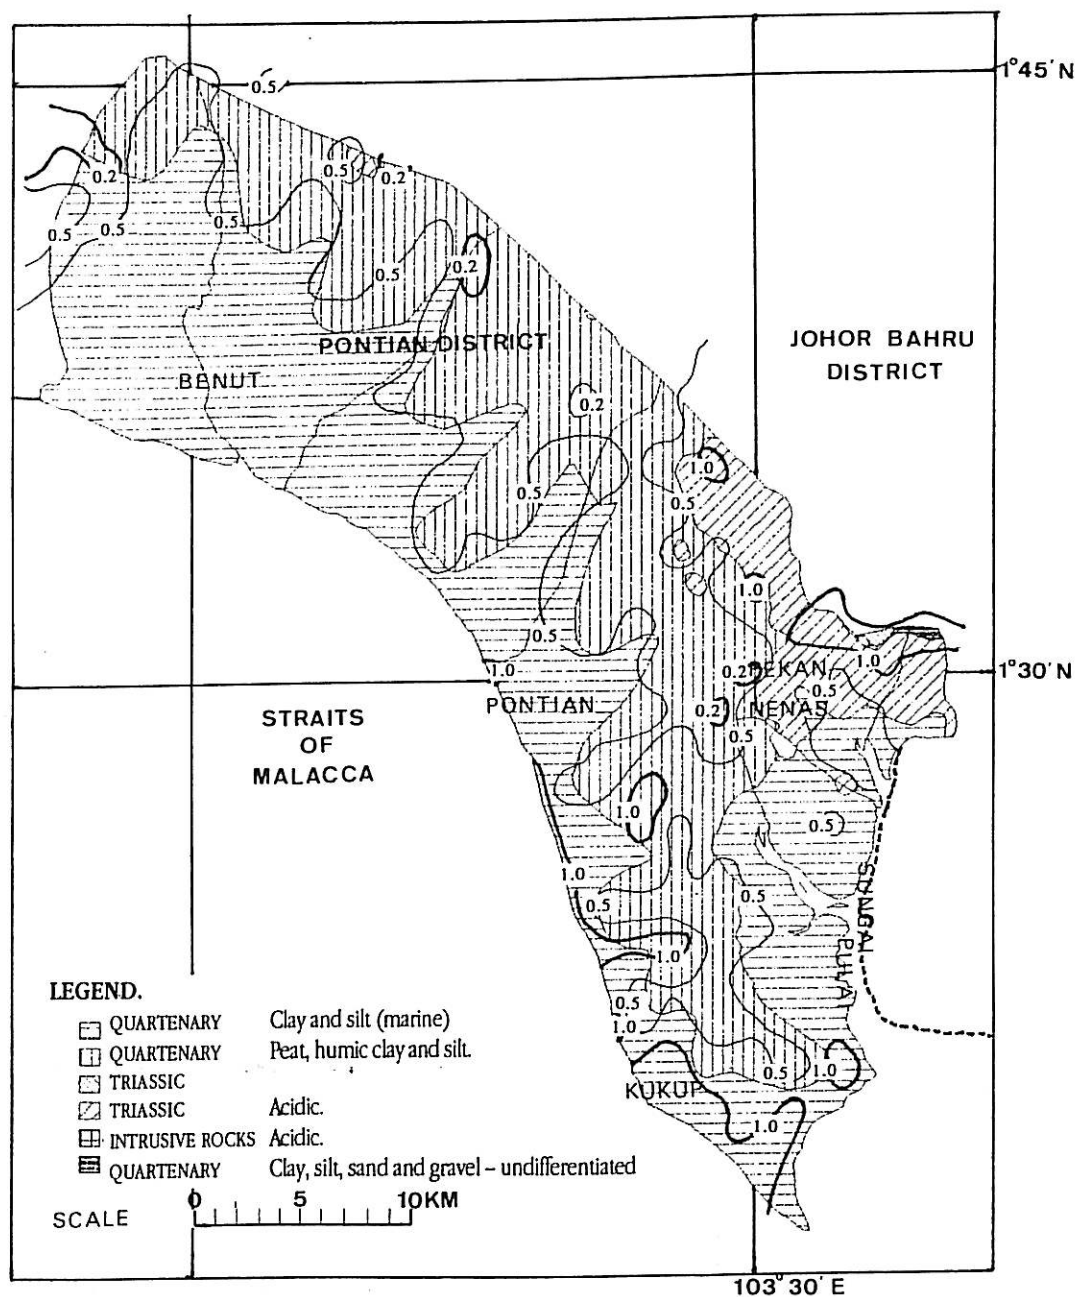 0.5
1°45' N
0.5
0.2
0.2
0.5
0.5
0.5
0.5
0.2
PONTIAN DISTRICT
JOHOR BAHRU
DISTRICT
BENUT
0.2
1.0
0.5
0.5
1.0
0.5
1.0
1.0
0.2
PEKAN
NENAS
0.5
1°30' N
PONTIAN
0.2
0.5
STRAITS
OF
MALACCA
1.0
0.5
1.0
0.5
0.5
SUNGAI
PULAI
1.0
0.5
1.0
0.5
1.0
KUKUP
1.0
LEGEND.
QUARTENARY Clay and silt (marine)
QUARTENARY Peat, humic clay and silt.
TRIASSIC
TRIASSIC Acidic.
INTRUSIVE ROCKS Acidic.
QUARTENARY Clay, silt, sand and gravel – undifferentiated
SCALE
0 5 10KM
103°30' E